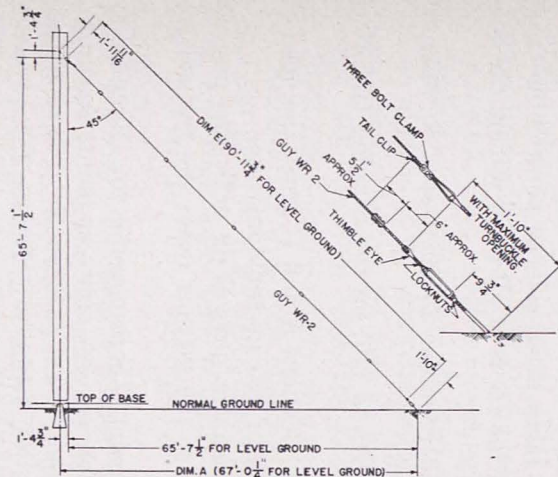 1'-4 3/4"
1'-11 11/16"
65'-7 1/2"
45°
DIM. E (90'-11 3/4" FOR LEVEL GROUND)
GUY WR-2
1'-10"
TOP OF BASE
NORMAL GROUND LINE
1'-4 3/4"
65'-7 1/2" FOR LEVEL GROUND
DIM. A (67'-0 1/4" FOR LEVEL GROUND)
THREE BOLT CLAMP
TAIL CLIP
GUY WR 2
5 1/2" APPROX
6" APPROX.
THIMBLE EYE
LOCKNUTS
1'-10"
WITH MAXIMUM
TURNBUCKLE
OPENING.
9 3/4"